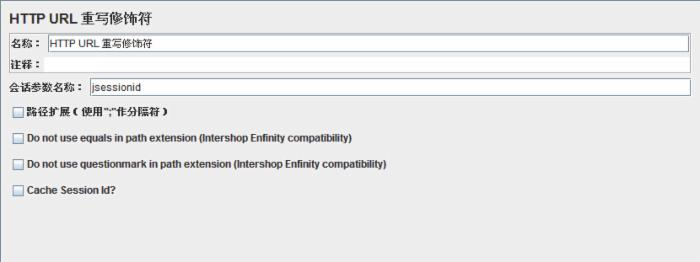 HTTP URL 重写修饰符
名称： HTTP URL 重写修饰符
注释：
会话参数名称： jsessionid
路径扩展（使用";"作分隔符）
Do not use equals in path extension (Intershop Enfinity compatibility)
Do not use questionmark in path extension (Intershop Enfinity compatibility)
Cache Session Id?